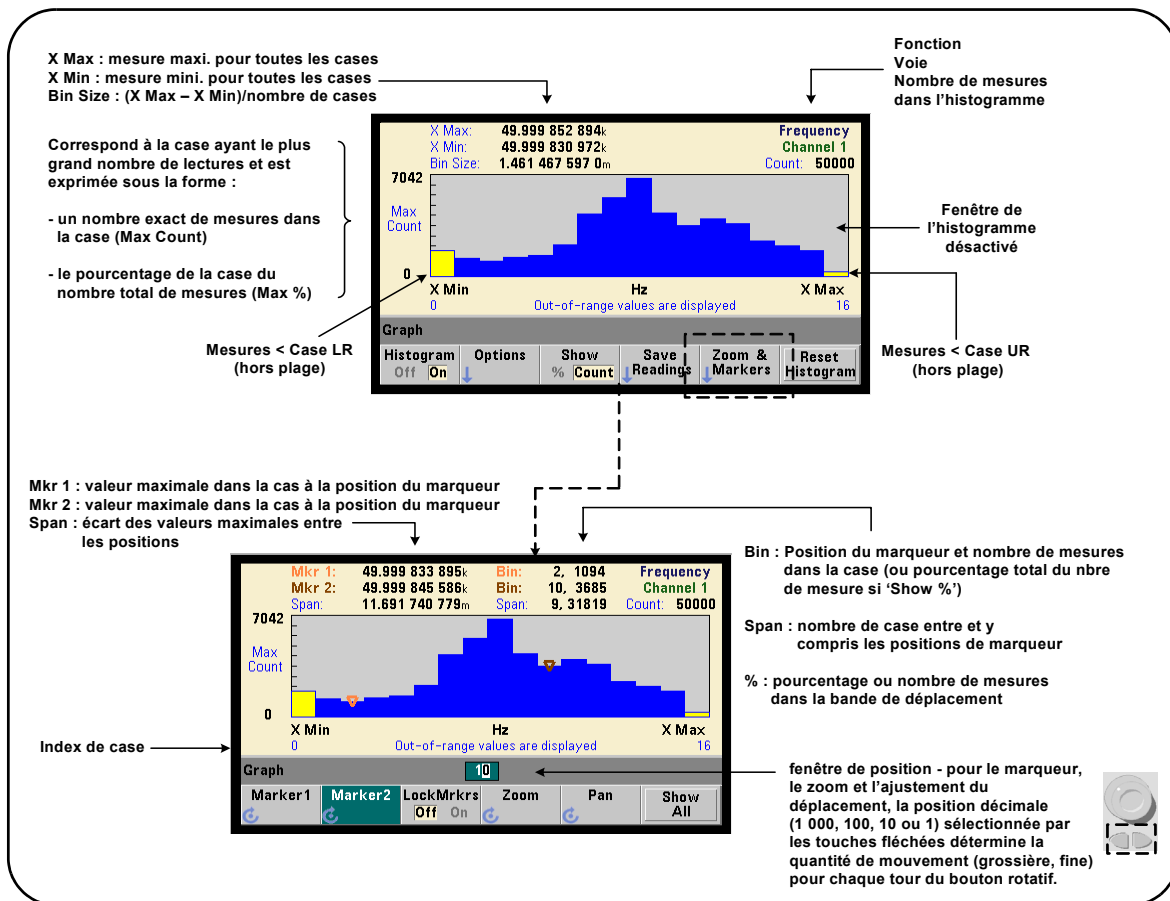 X Max : mesure maxi. pour toutes les cases
X Min : mesure mini. pour toutes les cases
Bin Size : (X Max – X Min)/nombre de cases
Fonction
Voie
Nombre de mesures
dans l'histogramme
Correspond à la case ayant le plus
grand nombre de lectures et est
exprimée sous la forme :
- un nombre exact de mesures dans
la case (Max Count)
- le pourcentage de la case du
nombre total de mesures (Max %)
X Max: 49.999 852 894k Frequency
X Min: 49.999 830 972k Channel 1
Bin Size: 1.461 467 597 0m Count: 50000
7042
Max
Count
0
X Min Hz X Max
0 Out-of-range values are displayed 16
Graph
Histogram Options Show Save Zoom & Reset
Off On % Count Readings Markers Histogram
Fenêtre de
l'histogramme
désactivé
Mesures < Case LR
(hors plage)
Mesures < Case UR
(hors plage)
Mkr 1 : valeur maximale dans la cas à la position du marqueur
Mkr 2 : valeur maximale dans la cas à la position du marqueur
Span : écart des valeurs maximales entre
les positions
Mkr 1: 49.999 833 895k Bin: 2, 1094 Frequency
Mkr 2: 49.999 845 586k Bin: 10, 3685 Channel 1
Span: 11.691 740 779m Span: 9, 31819 Count: 50000
7042
Max
Count
0
X Min Hz X Max
0 Out-of-range values are displayed 16
Graph 10
Marker1 Marker2 LockMrkrs Zoom Pan Show
Off On All
Index de case
Bin : Position du marqueur et nombre de mesures
dans la case (ou pourcentage total du nbre
de mesure si 'Show %')
Span : nombre de case entre et y
compris les positions de marqueur
% : pourcentage ou nombre de mesures
dans la bande de déplacement
fenêtre de position - pour le marqueur,
le zoom et l'ajustement du
déplacement, la position décimale
(1 000, 100, 10 ou 1) sélectionnée par
les touches fléchées détermine la
quantité de mouvement (grossière, fine)
pour chaque tour du bouton rotatif.